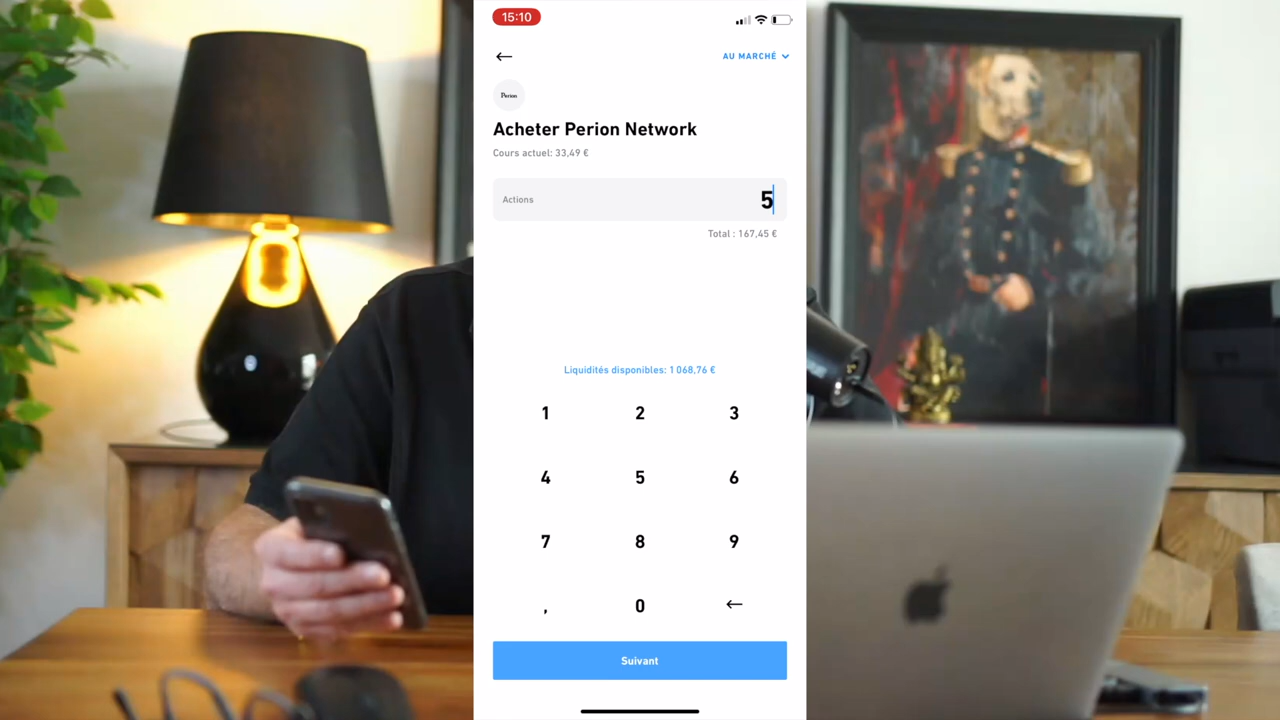 15:10
AU MARCHÉ
Perion
Acheter Perion Network
Cours actuel: 33,49 €
Actions
5
Total : 167,45 €
Liquidités disponibles: 1 068,76 €
1 2 3
4 5 6
7 8 9
, 0
Suivant